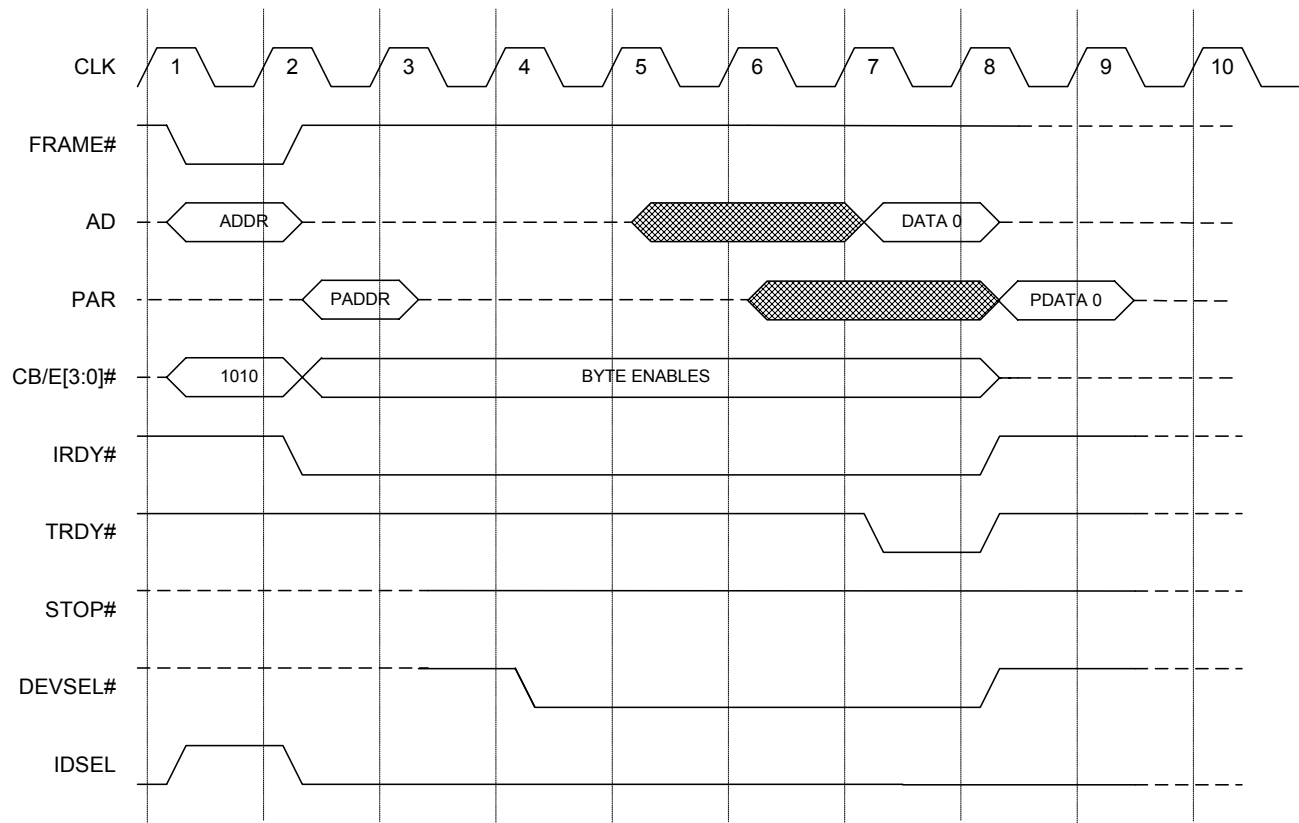 CLK 1 2 3 4 5 6 7 8 9 10
FRAME#
AD ADDR DATA 0
PAR PADDR PDATA 0
CB/E[3:0]# 1010 BYTE ENABLES
IRDY#
TRDY#
STOP#
DEVSEL#
IDSEL